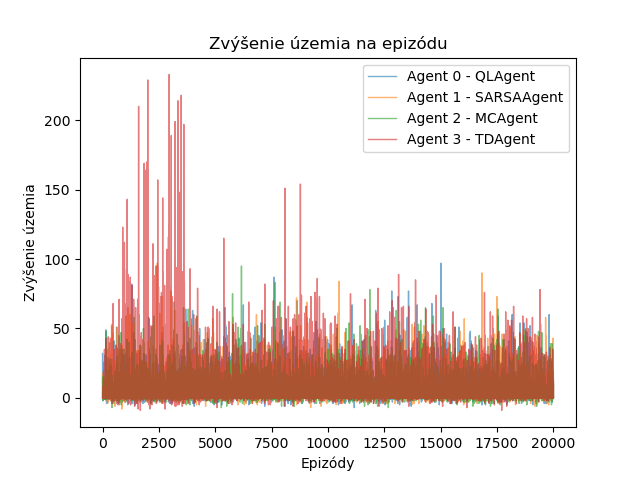 Zvýšenie územia na epizódu
Agent 0 - QLAgent
Agent 1 - SARSAAgent
Agent 2 - MCAgent
Agent 3 - TDAgent
Zvýšenie územia
200
150
100
50
0
0 2500 5000 7500 10000 12500 15000 17500 20000
Epizódy